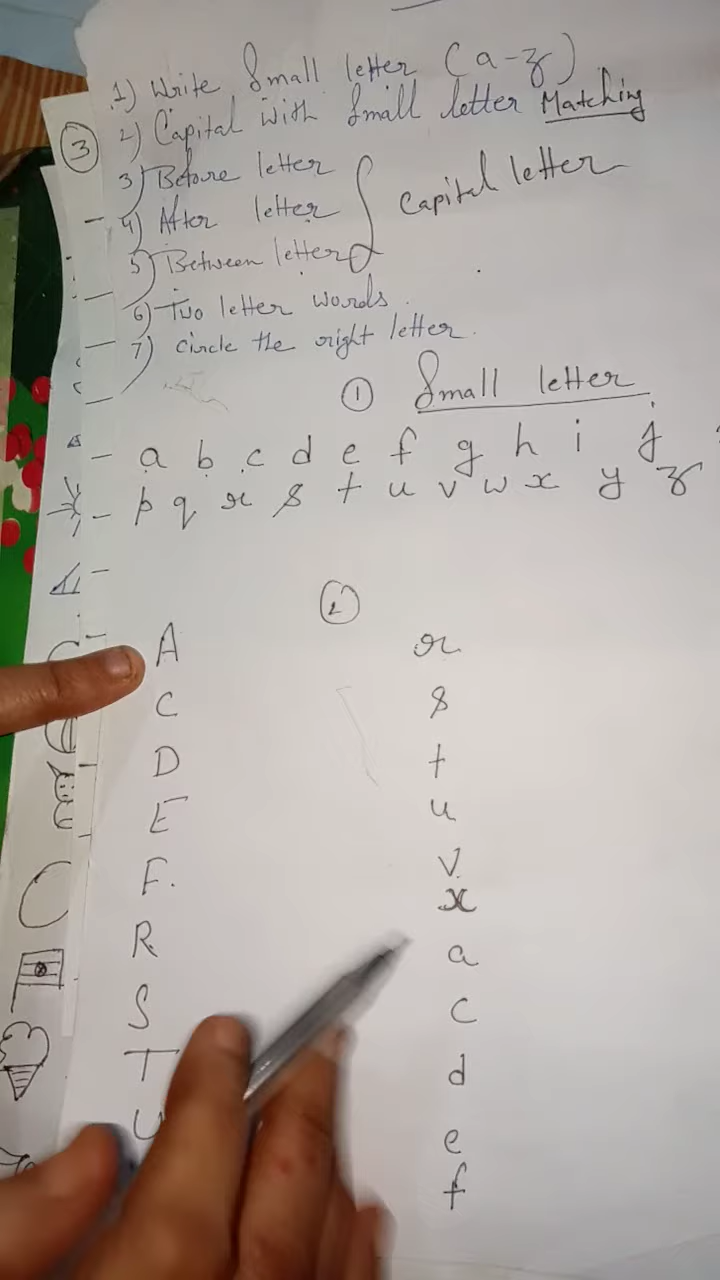 1) Write Small letter (a-z)
③ 2) Capital with Small letter Matching
3) Before letter
4) After letter { Capital letter
5) Between letter
6) Two letter words.
7) Circle the right letter.
① Small letter
a b c d e f g h i j
p q r s t u v w x y z
②
A r
C s
D t
E u
F. v
R x
S a
T c
U d
e
f